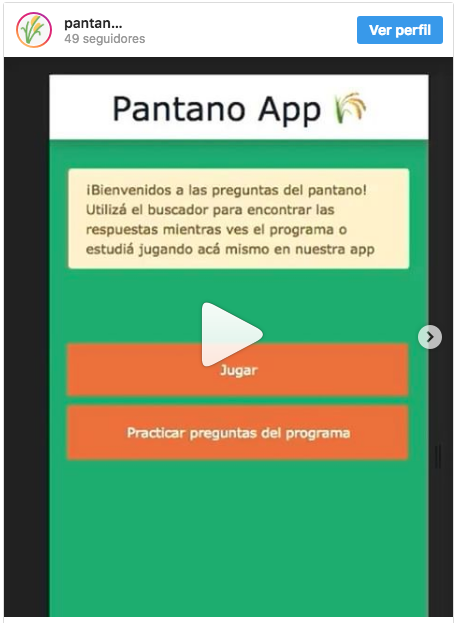 pantan...
49 seguidores
Ver perfil
Pantano App
¡Bienvenidos a las preguntas del pantano!
Utilizá el buscador para encontrar las
respuestas mientras ves el programa o
estudiá jugando acá mismo en nuestra app
Jugar
Practicar preguntas del programa